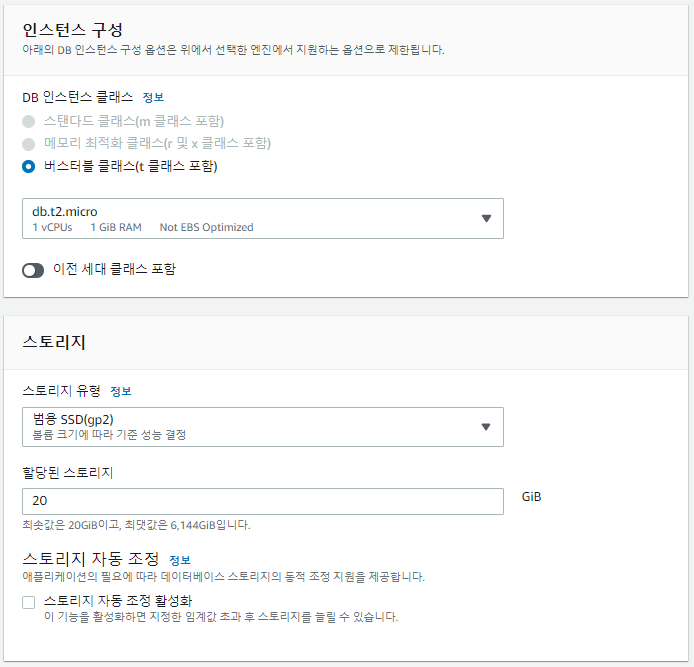 인스턴스 구성
아래의 DB 인스턴스 구성 옵션은 위에서 선택한 엔진에서 지원하는 옵션으로 제한됩니다.
DB 인스턴스 클래스 정보
스탠다드 클래스(m 클래스 포함)
메모리 최적화 클래스(r 및 x 클래스 포함)
버스터블 클래스(t 클래스 포함)
db.t2.micro
1 vCPUs 1 GiB RAM Not EBS Optimized
이전 세대 클래스 포함
스토리지
스토리지 유형 정보
범용 SSD(gp2)
볼륨 크기에 따라 기준 성능 결정
할당된 스토리지
20 GiB
최솟값은 20GiB이고, 최댓값은 6,144GiB입니다.
스토리지 자동 조정 정보
애플리케이션의 필요에 따라 데이터베이스 스토리지의 동적 조정 지원을 제공합니다.
스토리지 자동 조정 활성화
이 기능을 활성화하면 지정한 임계값 초과 후 스토리지를 늘릴 수 있습니다.